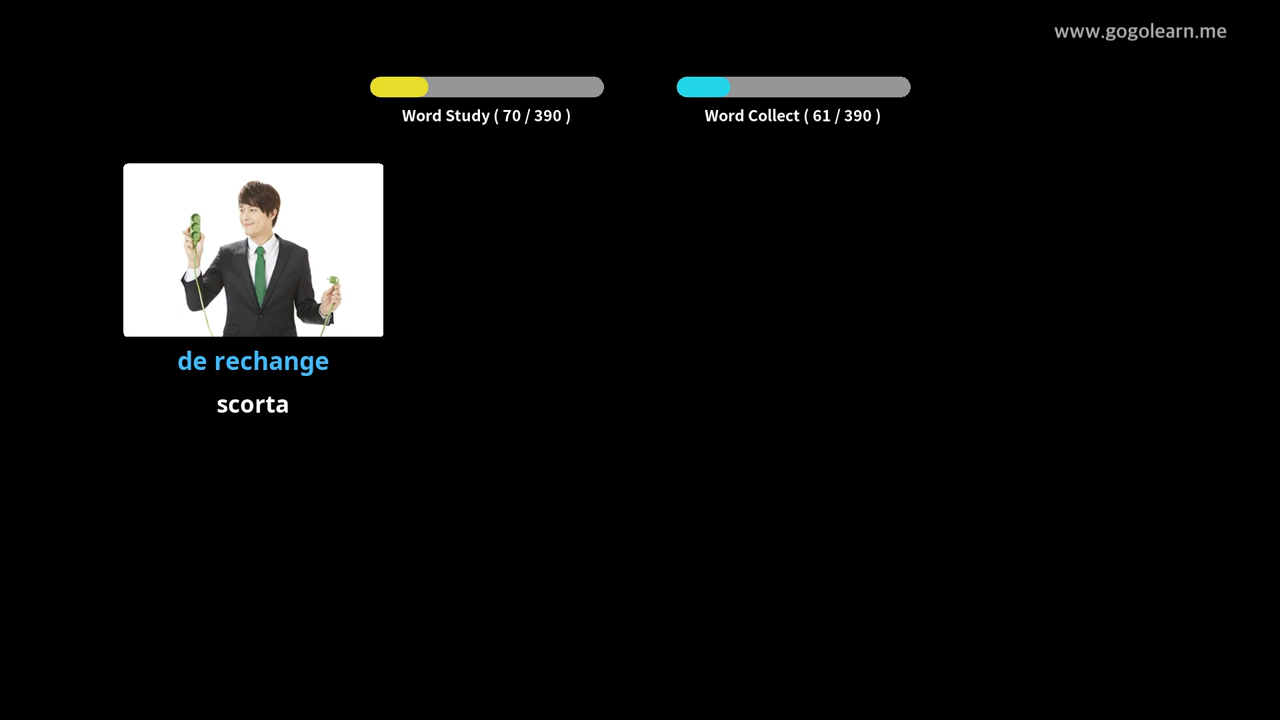 www.gogolearn.me
Word Study ( 70 / 390 )
Word Collect ( 61 / 390 )
de rechange
scorta